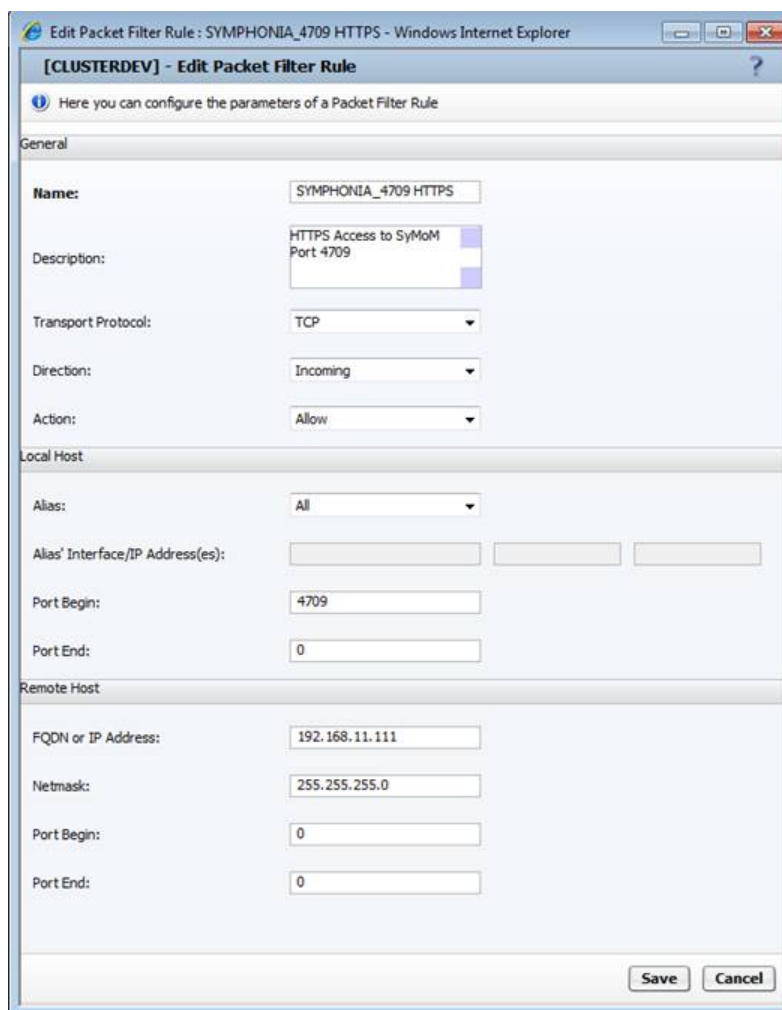 Edit Packet Filter Rule : SYMPHONIA_4709 HTTPS - Windows Internet Explorer
[CLUSTERDEV] - Edit Packet Filter Rule ?
Here you can configure the parameters of a Packet Filter Rule
General
Name: SYMPHONIA_4709 HTTPS
Description: HTTPS Access to SyMoM
Port 4709
Transport Protocol: TCP
Direction: Incoming
Action: Allow
Local Host
Alias: All
Alias' Interface/IP Address(es):
Port Begin: 4709
Port End: 0
Remote Host
FQDN or IP Address: 192.168.11.111
Netmask: 255.255.255.0
Port Begin: 0
Port End: 0
Save Cancel